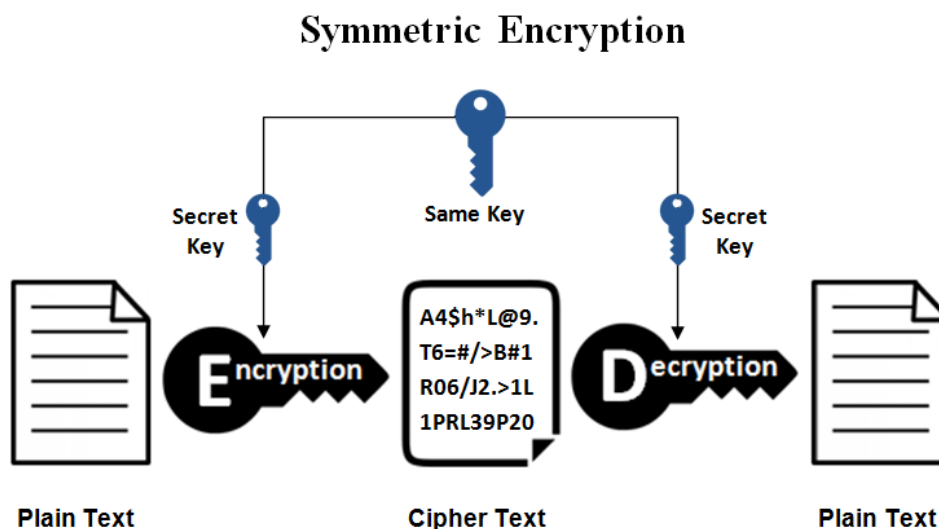 Symmetric Encryption
Same Key
Secret
Key
Secret
Key
Encryption
A4$h*L@9.
T6=#/>B#1
R06/J2.>1L
1PRL39P20
Decryption
Plain Text
Cipher Text
Plain Text